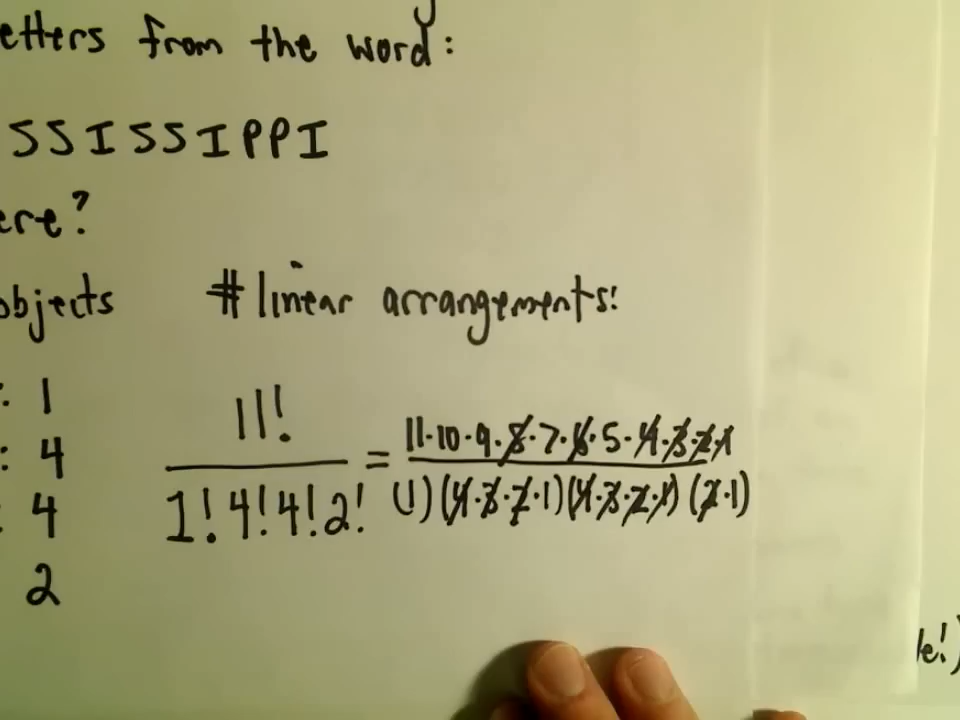 etters from the word:
SSISSIPPI
ere?
objects # linear arrangements:
: 1
: 4
: 4
2
11! / 1! 4! 4! 2! = 11·10·9·8·7·6·5·4·3·2·1 / (1)(4·3·2·1)(4·3·2·1)(2·1)
le!)